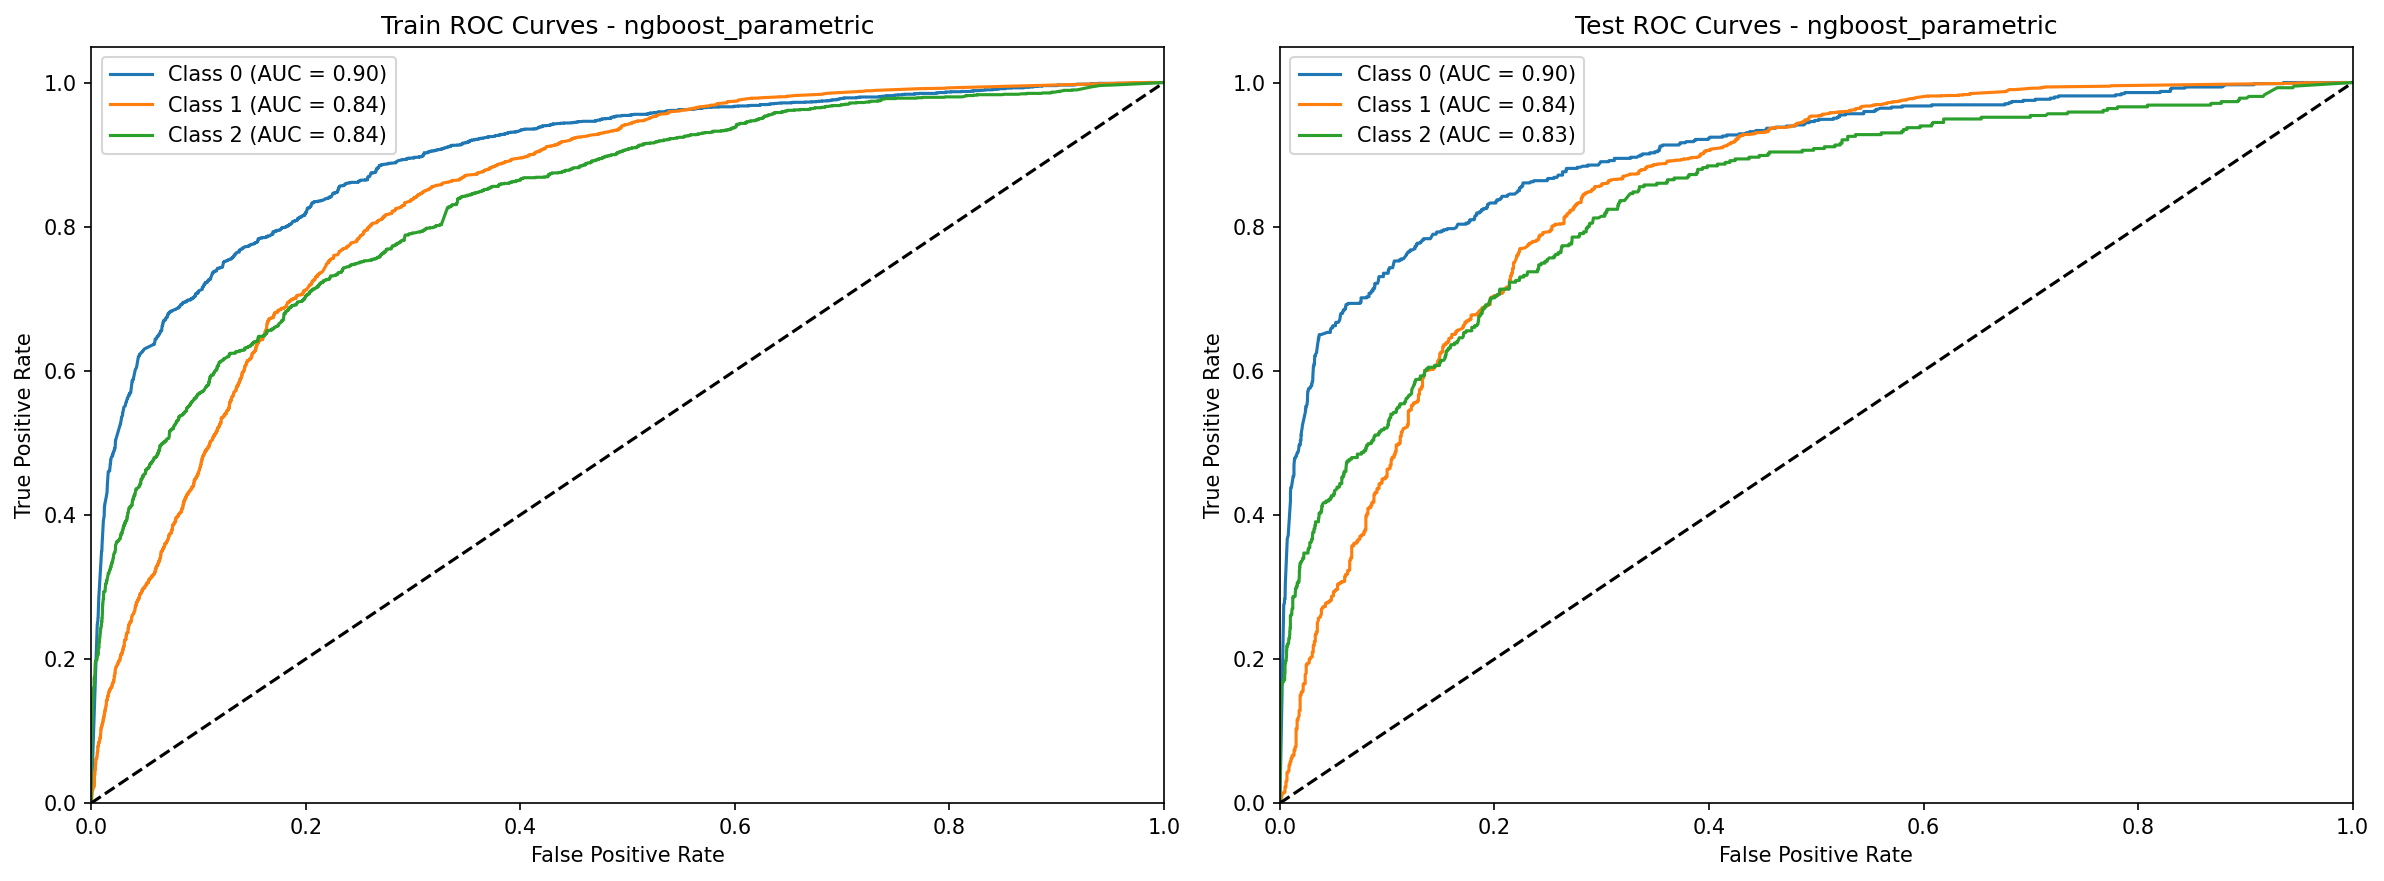 Train ROC Curves - ngboost_parametric
Class 0 (AUC = 0.90)
Class 1 (AUC = 0.84)
Class 2 (AUC = 0.84)
True Positive Rate
1.0
0.8
0.6
0.4
0.2
0.0
0.0 0.2 0.4 0.6 0.8 1.0
False Positive Rate
Test ROC Curves - ngboost_parametric
Class 0 (AUC = 0.90)
Class 1 (AUC = 0.84)
Class 2 (AUC = 0.83)
True Positive Rate
1.0
0.8
0.6
0.4
0.2
0.0
0.0 0.2 0.4 0.6 0.8 1.0
False Positive Rate